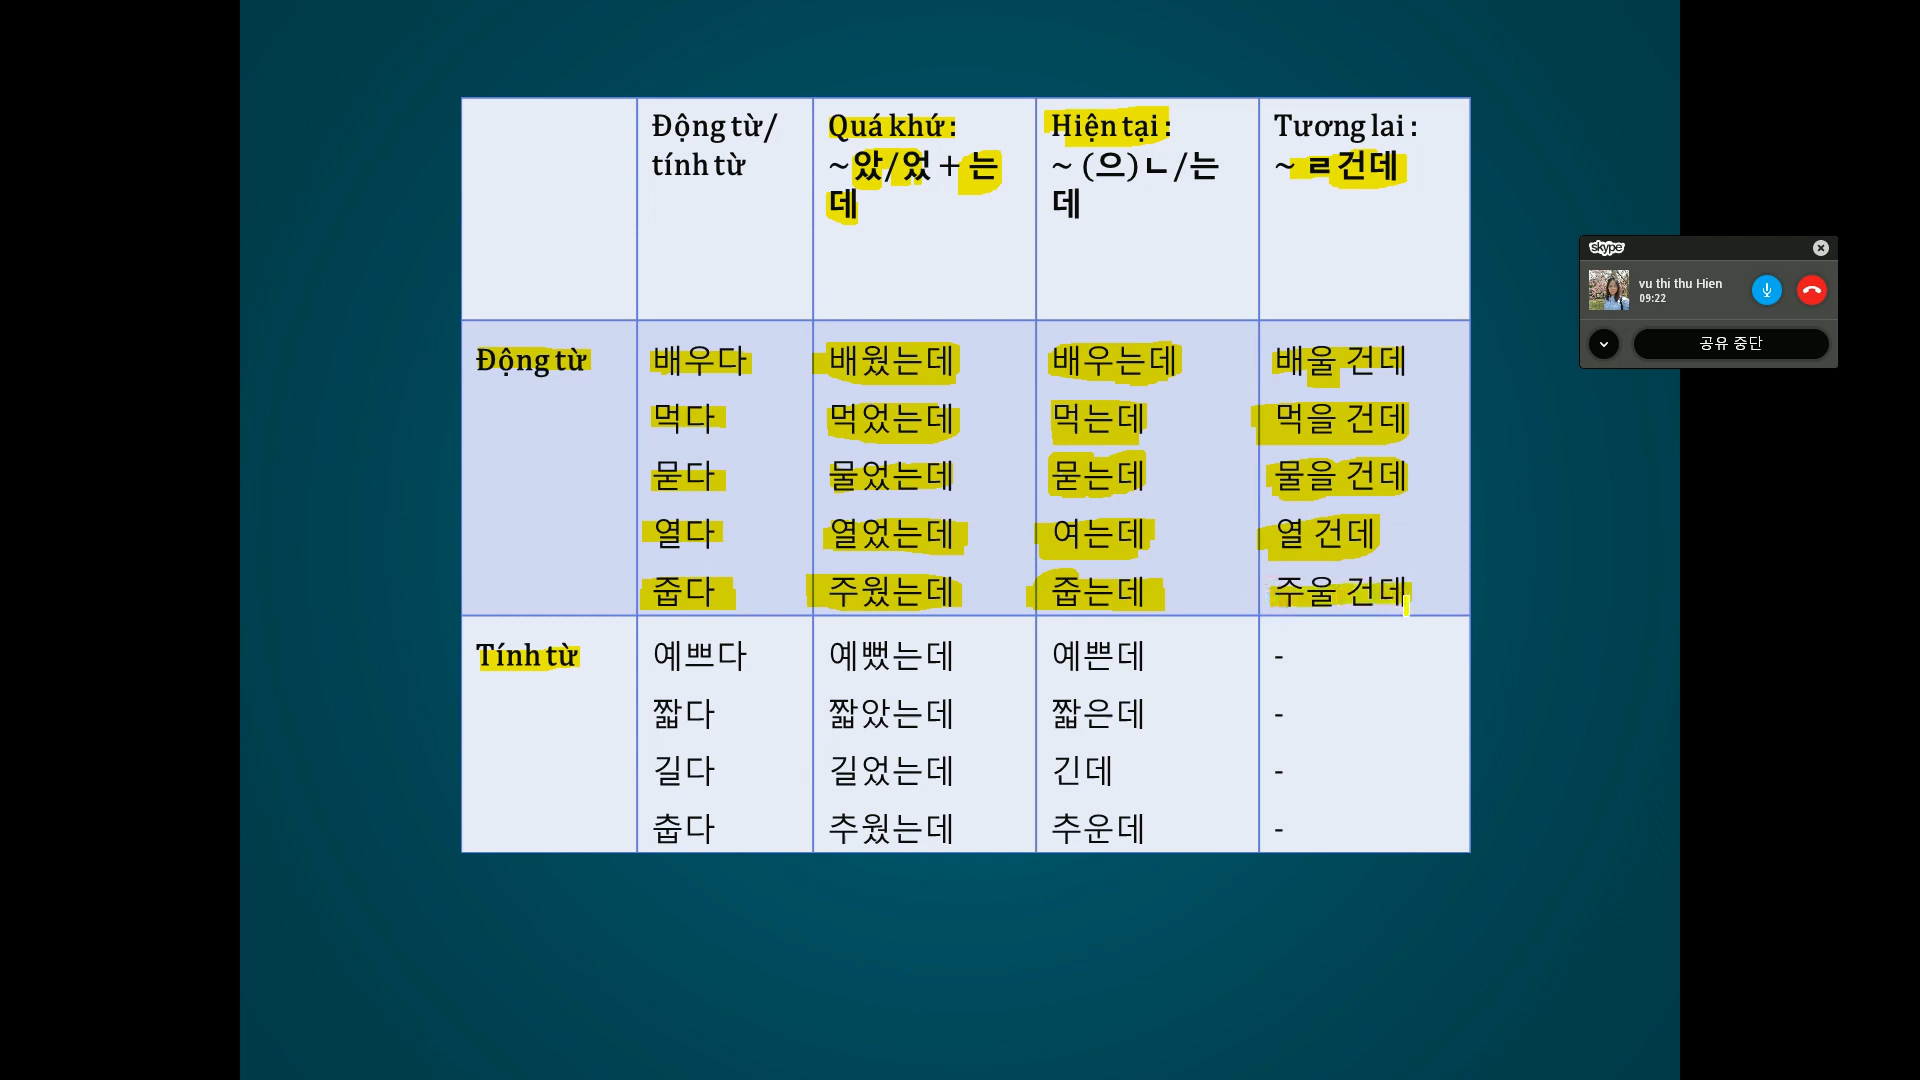 Động từ/
tính từ
Quá khứ :
~았/었 + 는
데
Hiện tại :
~ (으)ㄴ/는
데
Tương lai :
~ ㄹ건데
Động từ
배우다
배웠는데
배우는데
배울 건데
먹다
먹었는데
먹는데
먹을 건데
묻다
물었는데
묻는데
물을 건데
열다
열었는데
여는데
열 건데
줍다
주웠는데
줍는데
주울 건데
Tính từ
예쁘다
예뻤는데
예쁜데
-
짧다
짧았는데
짧은데
-
길다
길었는데
긴데
-
춥다
추웠는데
추운데
-
skype
vu thi thu Hien
09:22
공유 중단